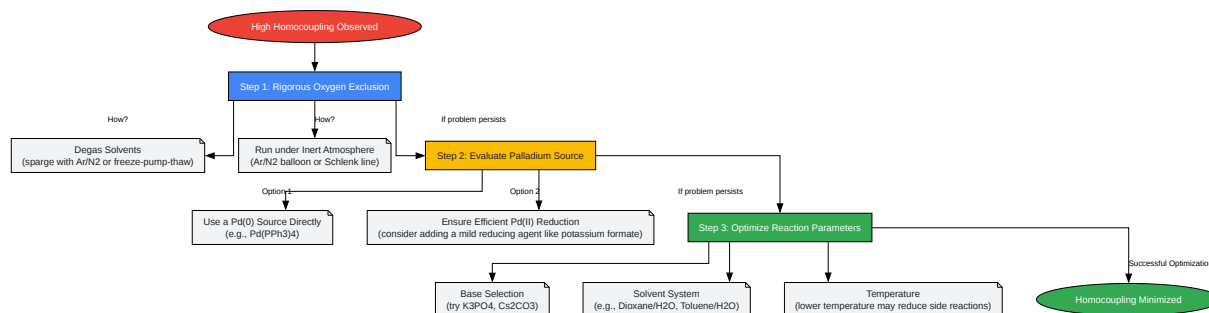 High Homocoupling Observed
Step 1: Rigorous Oxygen Exclusion
How?
How?
If problem persists
Degas Solvents
(sparge with Ar/N2 or freeze-pump-thaw)
Run under Inert Atmosphere
(Ar/N2 balloon or Schlenk line)
Step 2: Evaluate Palladium Source
Option 1
Option 2
If problem persists
Use a Pd(0) Source Directly
(e.g., Pd(PPh3)4)
Ensure Efficient Pd(II) Reduction
(consider adding a mild reducing agent like potassium formate)
Step 3: Optimize Reaction Parameters
Successful Optimizatio
Base Selection
(try K3PO4, Cs2CO3)
Solvent System
(e.g., Dioxane/H2O, Toluene/H2O)
Temperature
(lower temperature may reduce side reactions)
Homocoupling Minimized